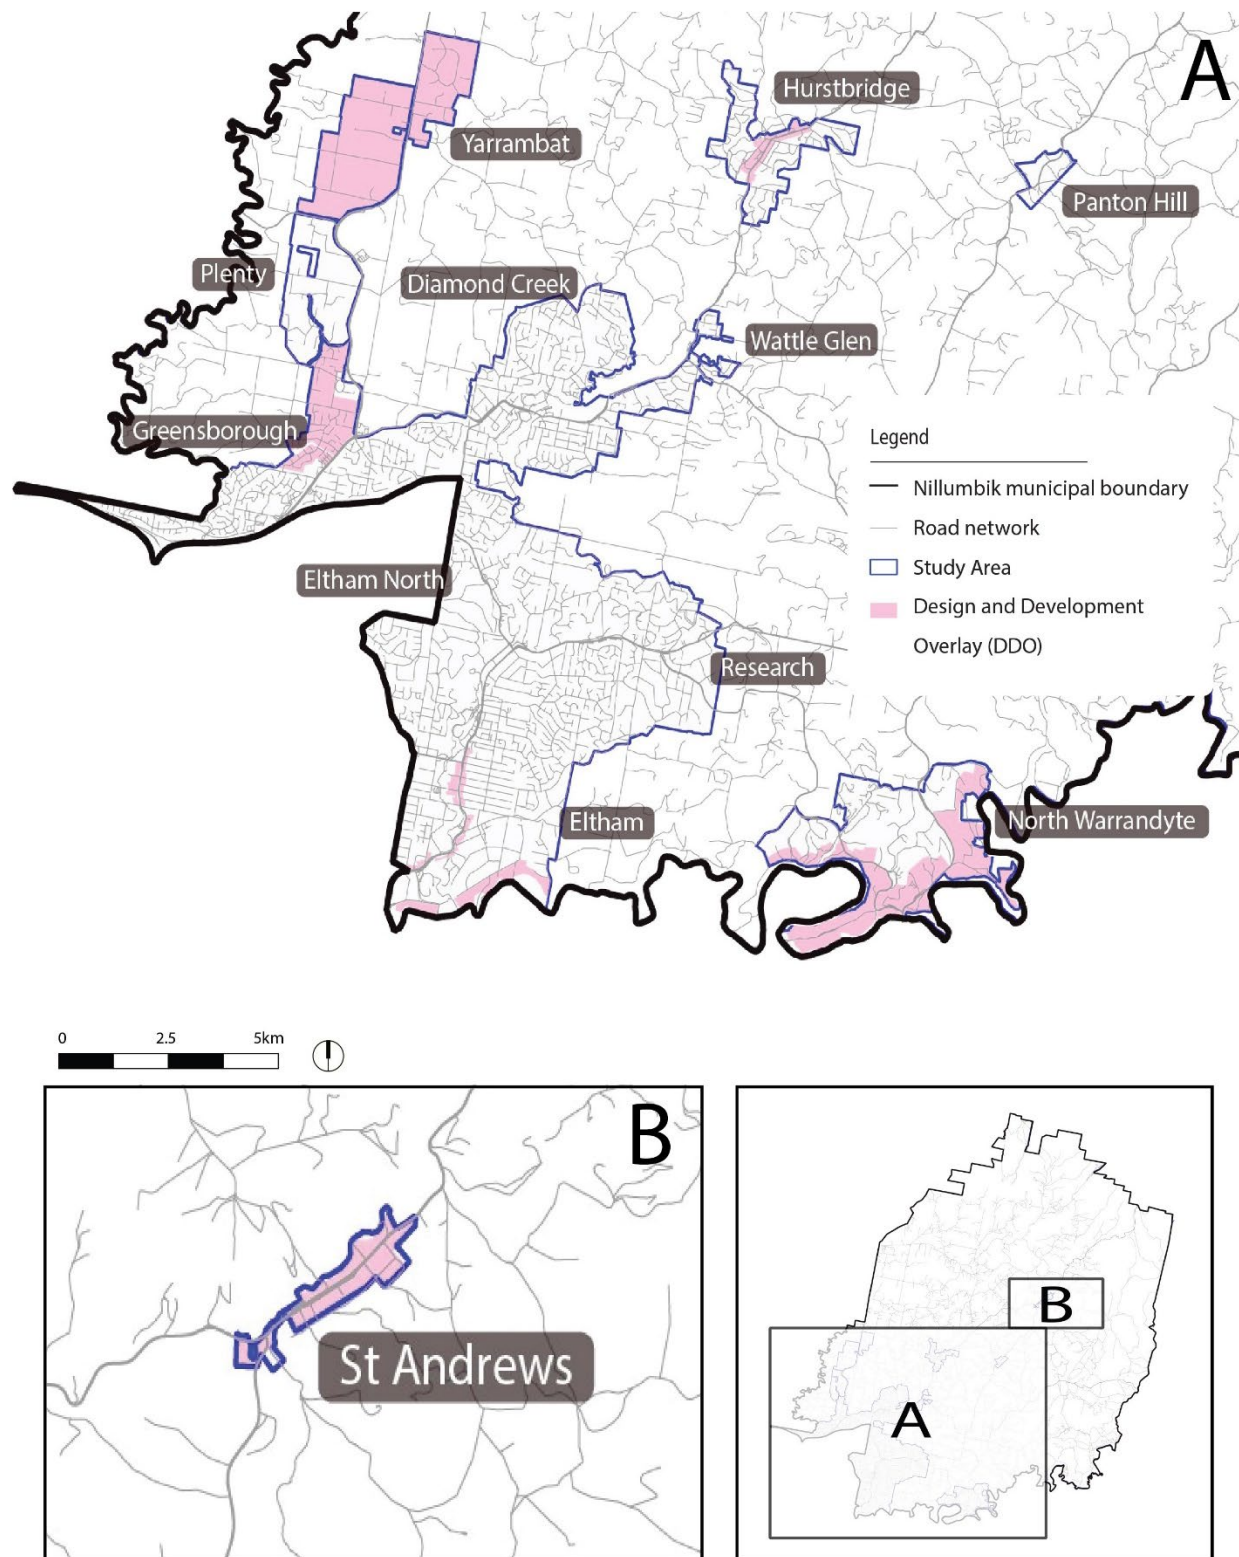 A
Hurstbridge
Yarrambat
Panton Hill
Plenty
Diamond Creek
Wattle Glen
Greensborough
Legend
Nillumbik municipal boundary
Road network
Study Area
Design and Development
Overlay (DDO)
Eltham North
Research
Eltham
North Warrandyte
0 2.5 5km
B
St Andrews
B
A